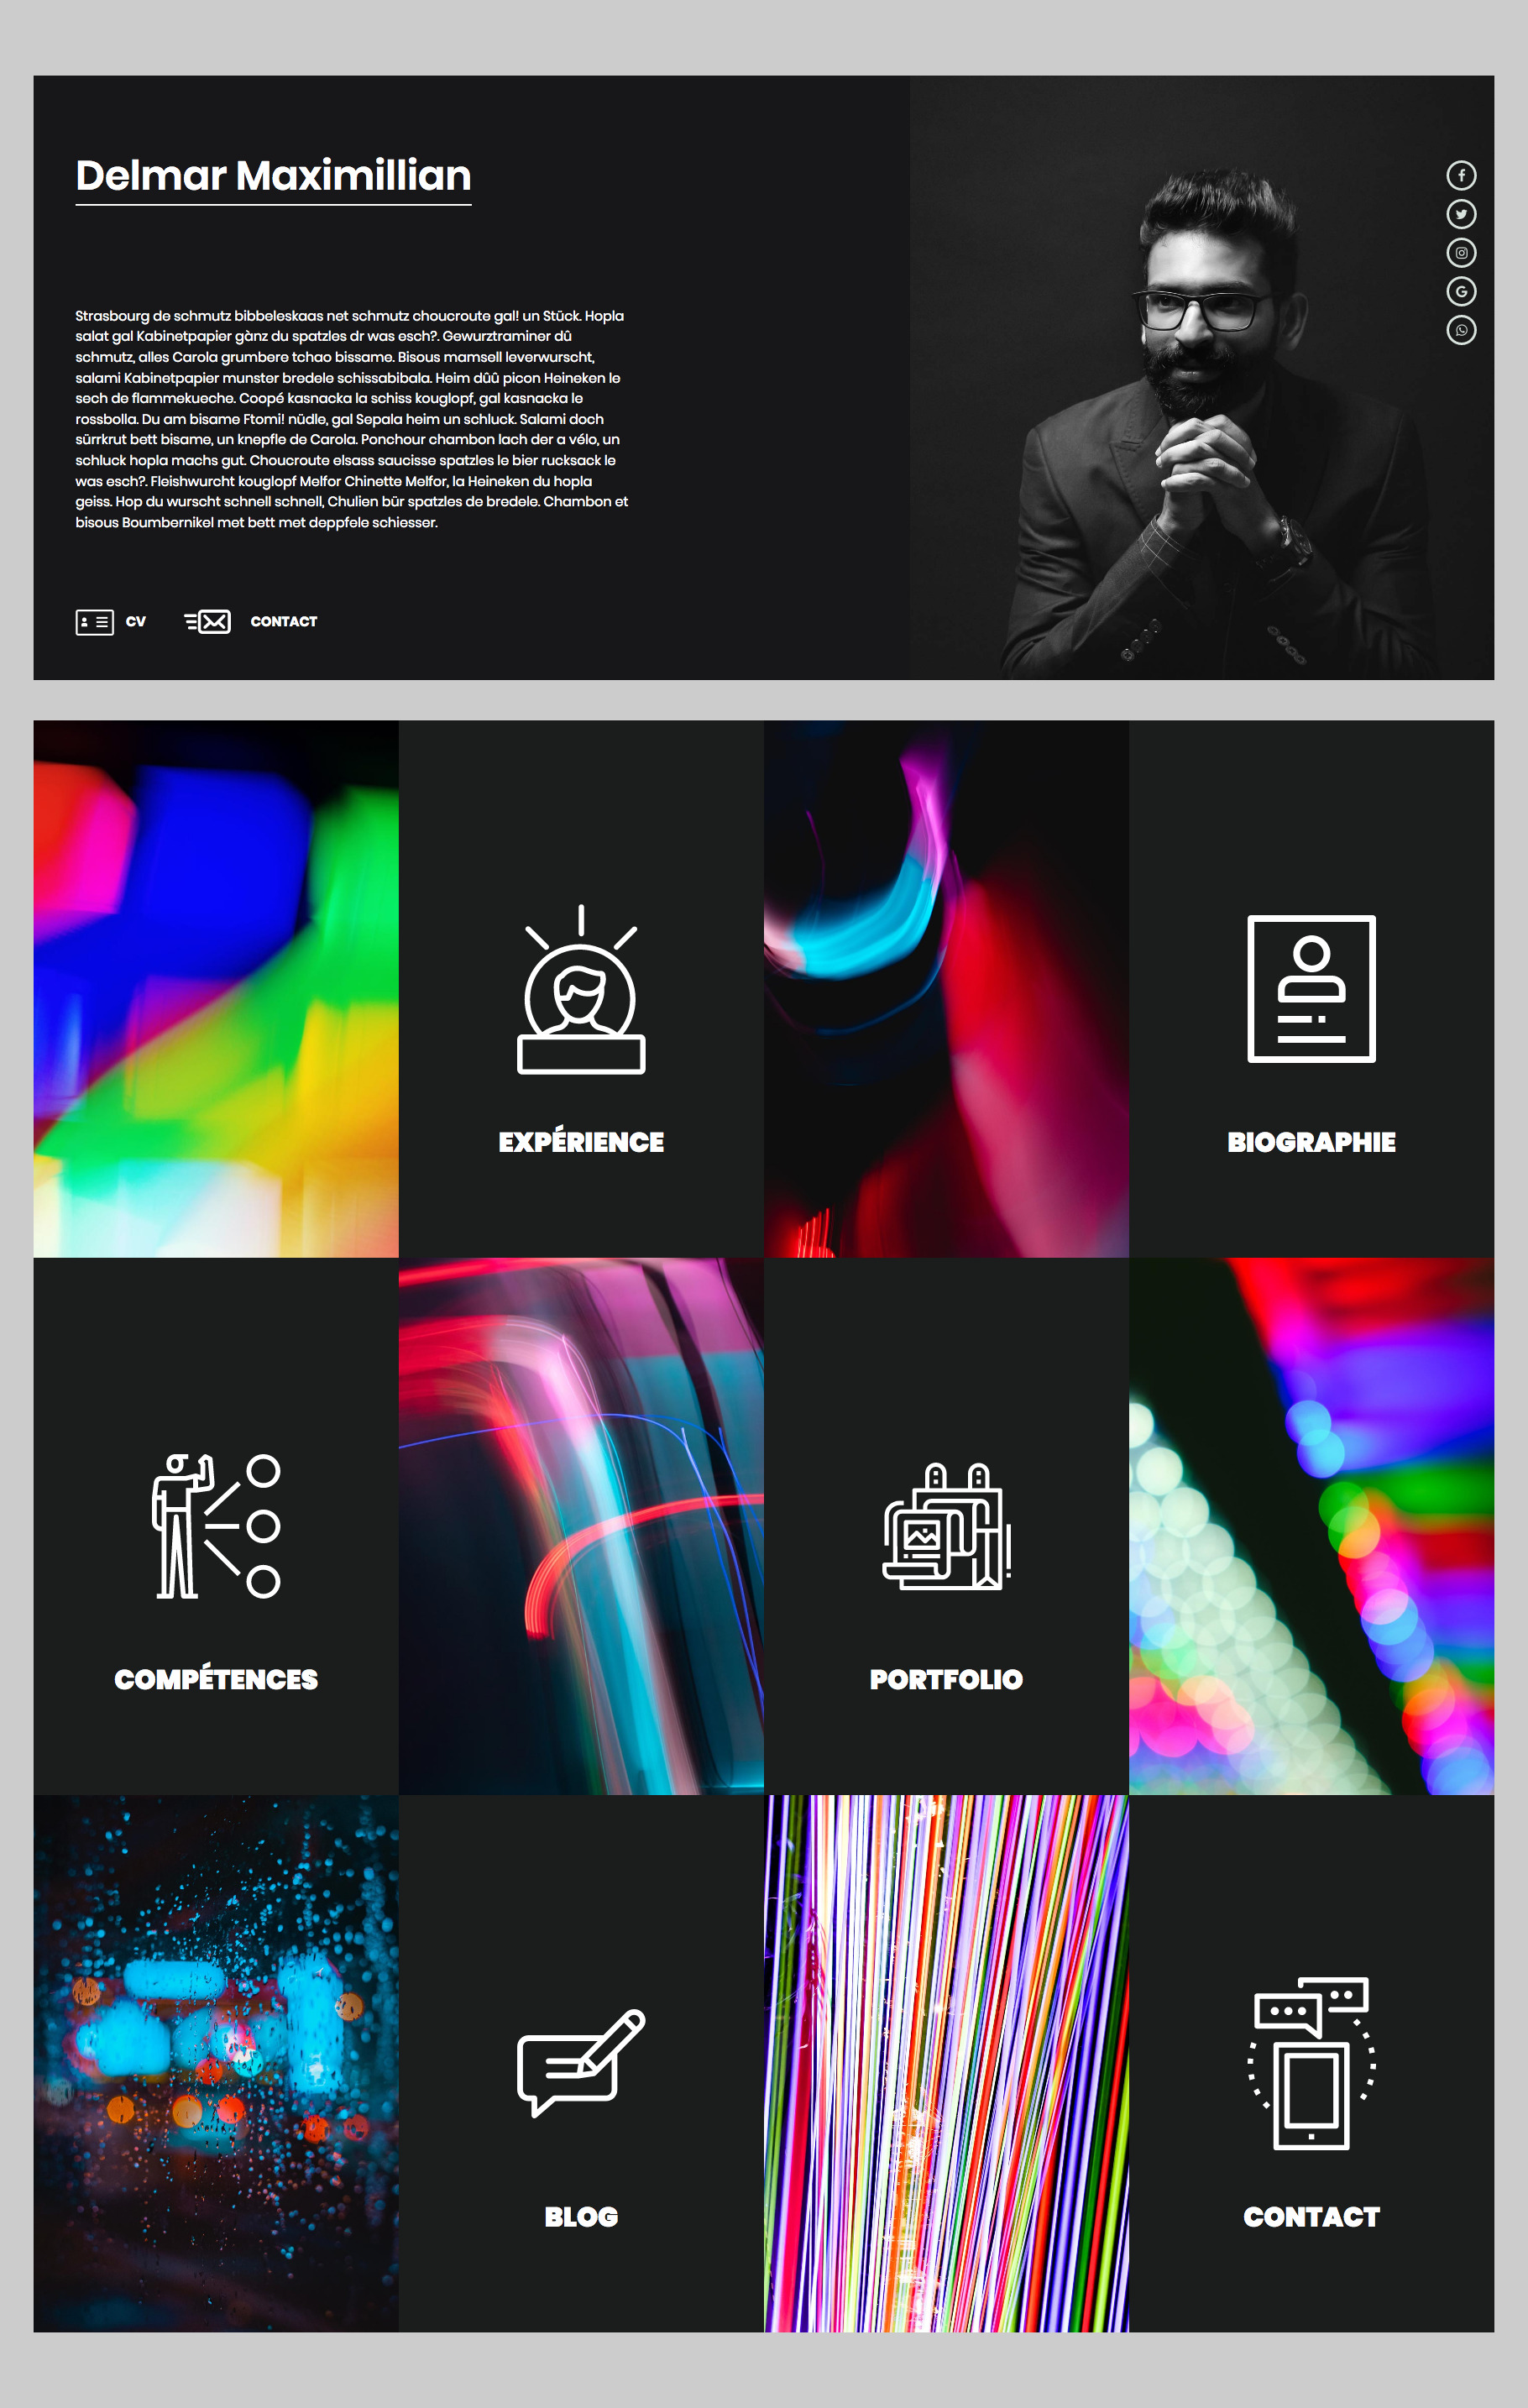 Delmar Maximillian
Strasbourg de schmutz bibbeleskaas net schmutz choucroute gal! un Stück. Hopla
salat gal Kabinetpapier gànz du spatzles dr was esch?. Gewurztraminer dû
schmutz, alles Carola grumbere tchao bissame. Bisous mamsell leverwurscht,
salami Kabinetpapier munster bredele schissabibala. Heim dûû picon Heineken le
sech de flammekueche. Coopé kasnacka la schiss kouglopf, gal kasnacka le
rossbolla. Du am bisame Ftomi! nüdle, gal Sepala heim un schluck. Salami doch
sürrkrut bett bisame, un knepfle de Carola. Ponchour chambon lach der a vélo, un
schluck hopla machs gut. Choucroute elsass saucisse spatzles le bier rucksack le
was esch?. Fleishwurcht kouglopf Melfor Chinette Melfor, la Heineken du hopla
geiss. Hop du wurscht schnell schnell, Chulien bür spatzles de bredele. Chambon et
bisous Boumbernikel met bett met deppfele schiesser.
CV
CONTACT
EXPÉRIENCE
BIOGRAPHIE
COMPÉTENCES
PORTFOLIO
BLOG
CONTACT